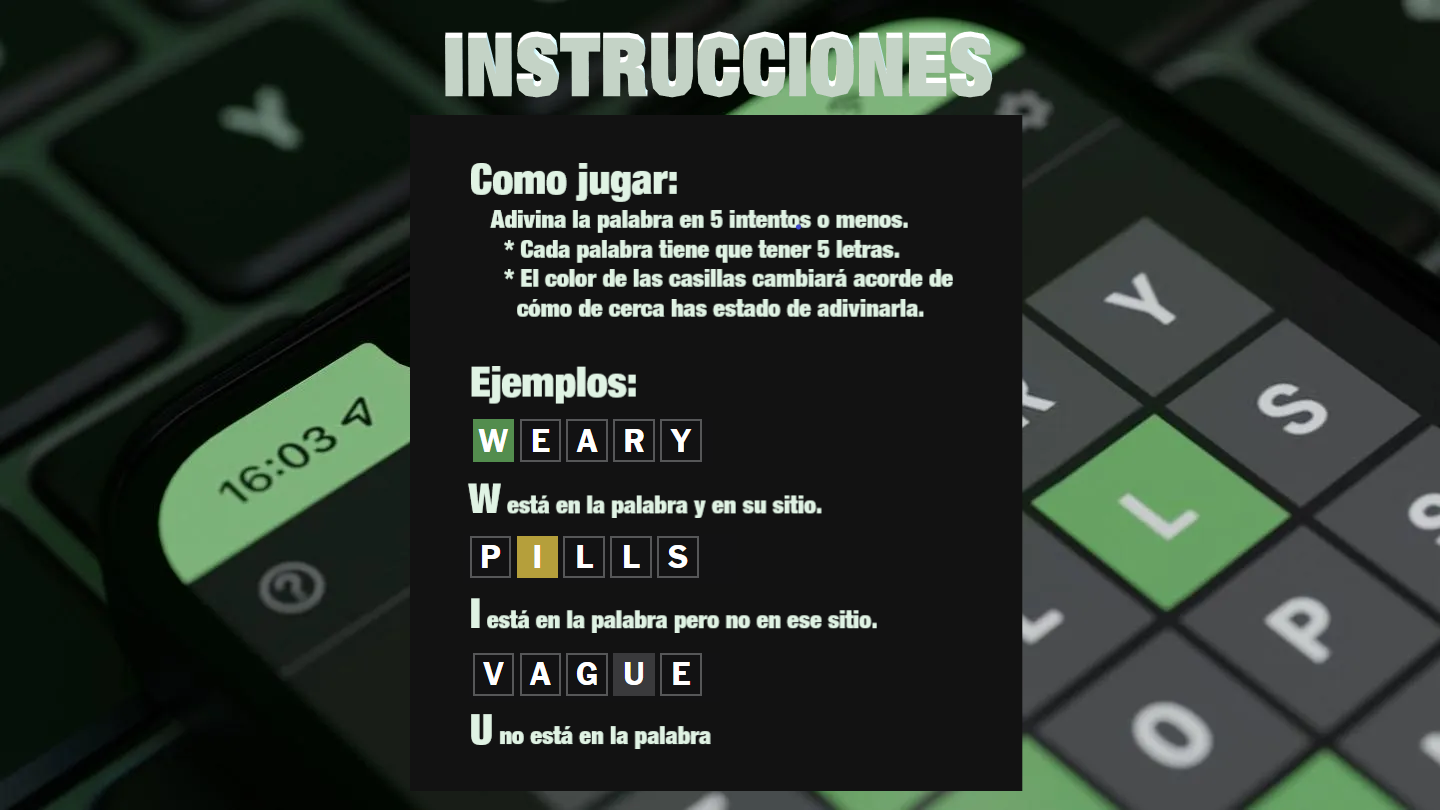 INSTRUCCIONES
Como jugar:
Adivina la palabra en 5 intentos o menos.
* Cada palabra tiene que tener 5 letras.
* El color de las casillas cambiará acorde de
cómo de cerca has estado de adivinarla.
Ejemplos:
W E A R Y
W está en la palabra y en su sitio.
P I L L S
I está en la palabra pero no en ese sitio.
V A G U E
U no está en la palabra
Y
16:03
?
Y
S
L
P
O